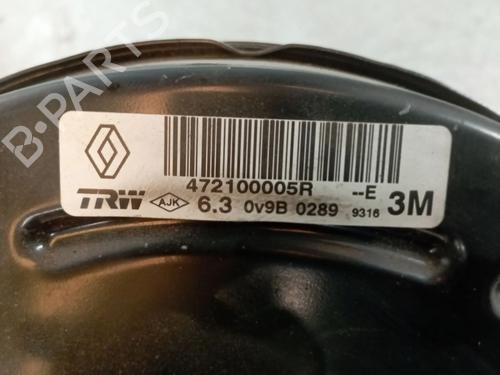 B-PARTS
472100005R --E
TRW AJK 6.3 0v9B 0289 9316 3M